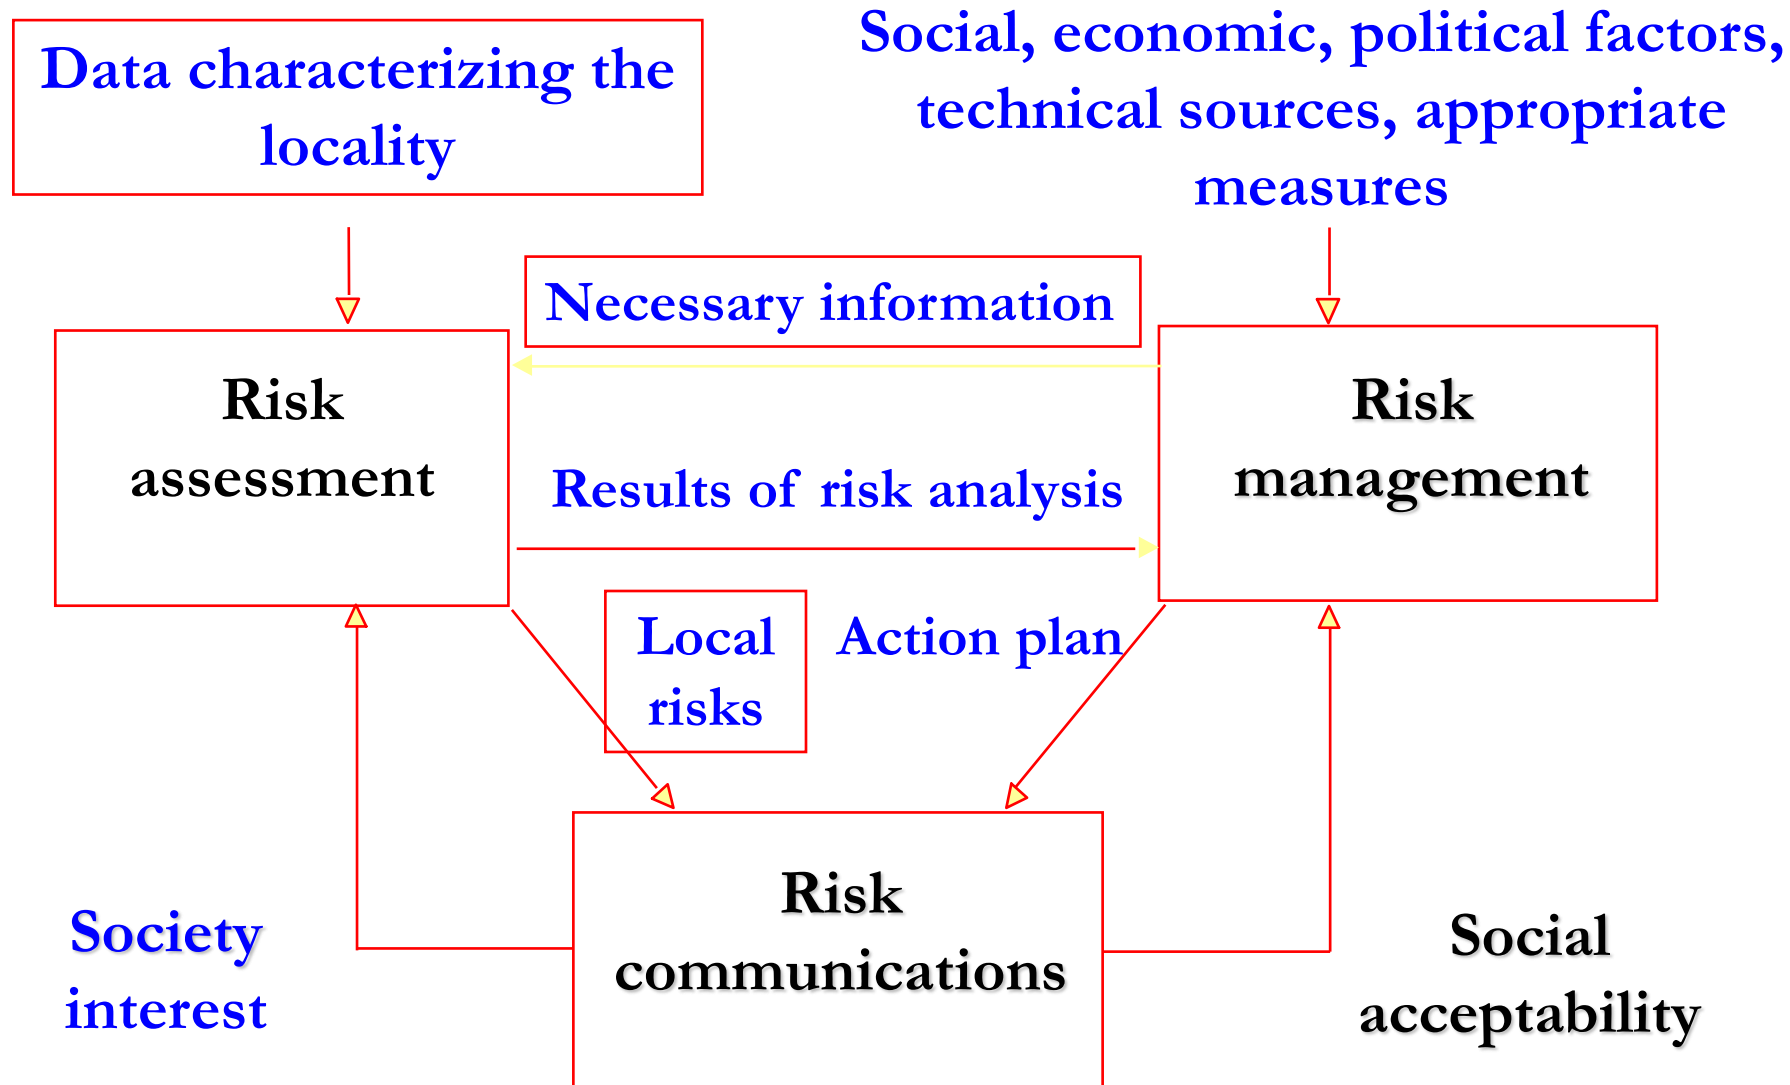 Data characterizing the
locality
Social, economic, political factors,
technical sources, appropriate
measures
Necessary information
Risk
assessment
Risk
management
Results of risk analysis
Local
risks
Action plan
Risk
communications
Society
interest
Social
acceptability